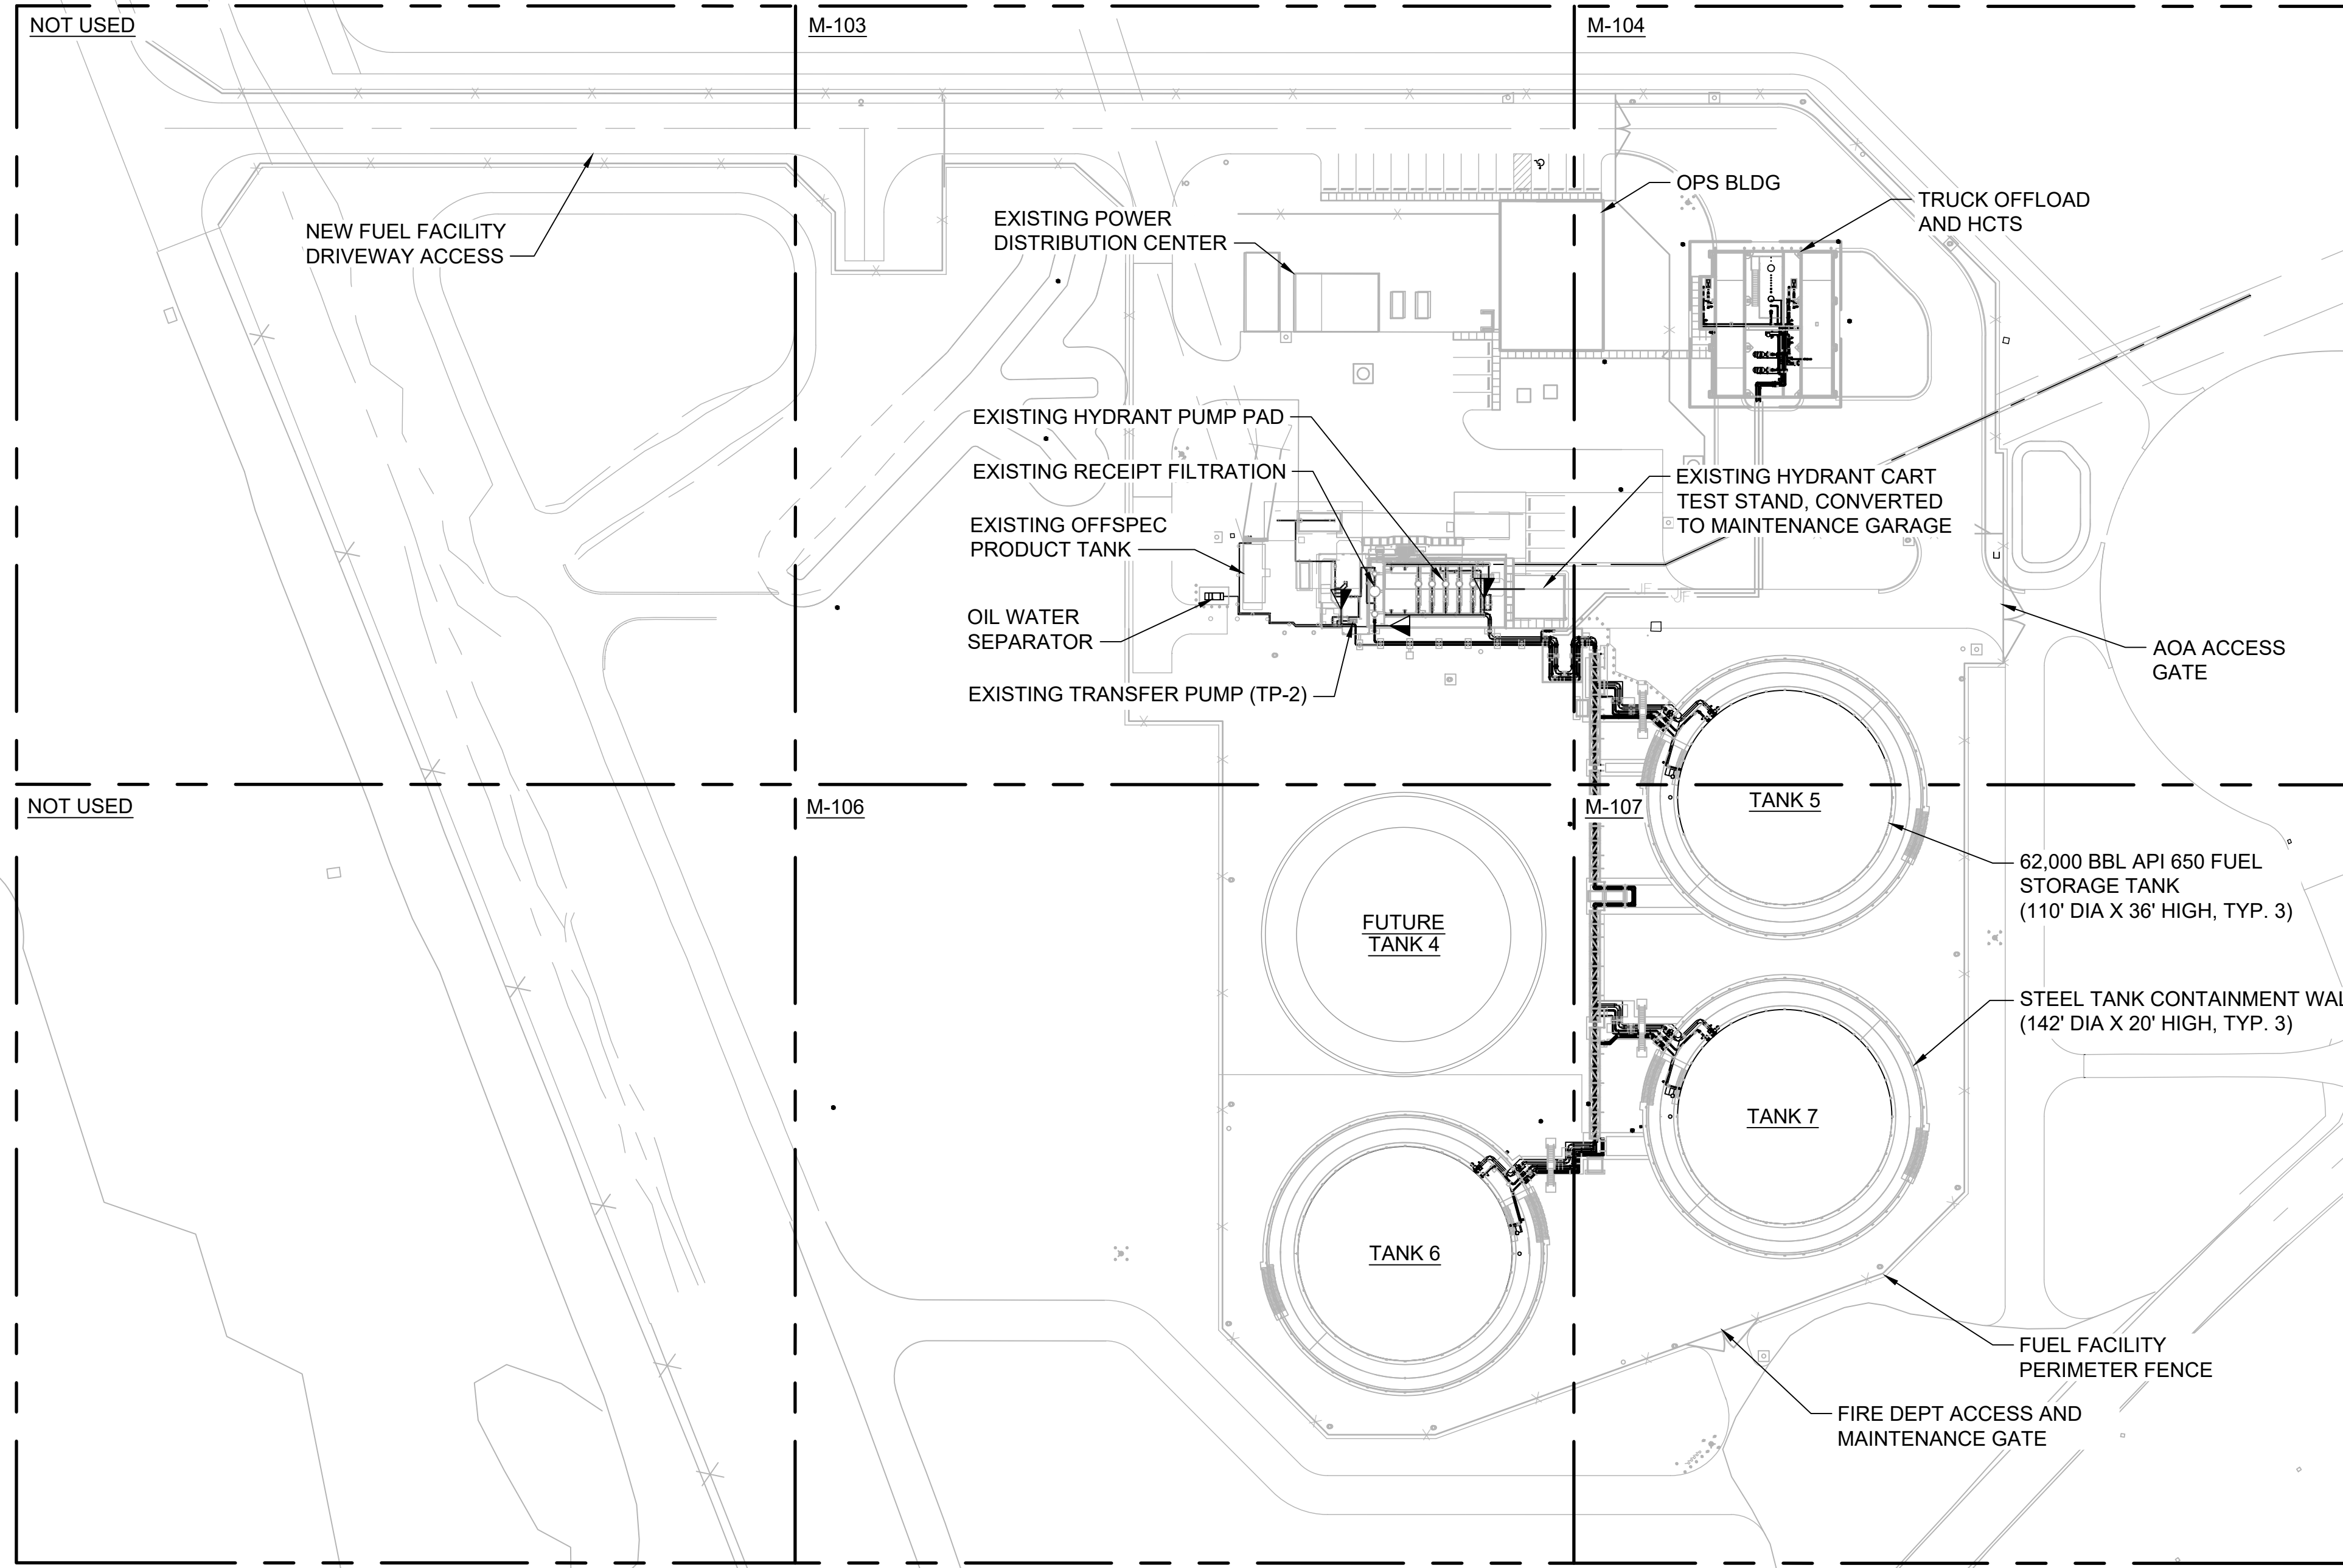 NOT USED
M-103
M-104
OPS BLDG
TRUCK OFFLOAD
AND HCTS
EXISTING POWER
DISTRIBUTION CENTER
NEW FUEL FACILITY
DRIVEWAY ACCESS
EXISTING HYDRANT PUMP PAD
EXISTING RECEIPT FILTRATION
EXISTING HYDRANT CART
TEST STAND, CONVERTED
TO MAINTENANCE GARAGE
EXISTING OFFSPEC
PRODUCT TANK
JF
JF
OIL WATER
SEPARATOR
AOA ACCESS
GATE
EXISTING TRANSFER PUMP (TP-2)
NOT USED
M-106
M-107
TANK 5
62,000 BBL API 650 FUEL
STORAGE TANK
(110' DIA X 36' HIGH, TYP. 3)
FUTURE
TANK 4
STEEL TANK CONTAINMENT WAL
(142' DIA X 20' HIGH, TYP. 3)
TANK 7
TANK 6
FUEL FACILITY
PERIMETER FENCE
FIRE DEPT ACCESS AND
MAINTENANCE GATE